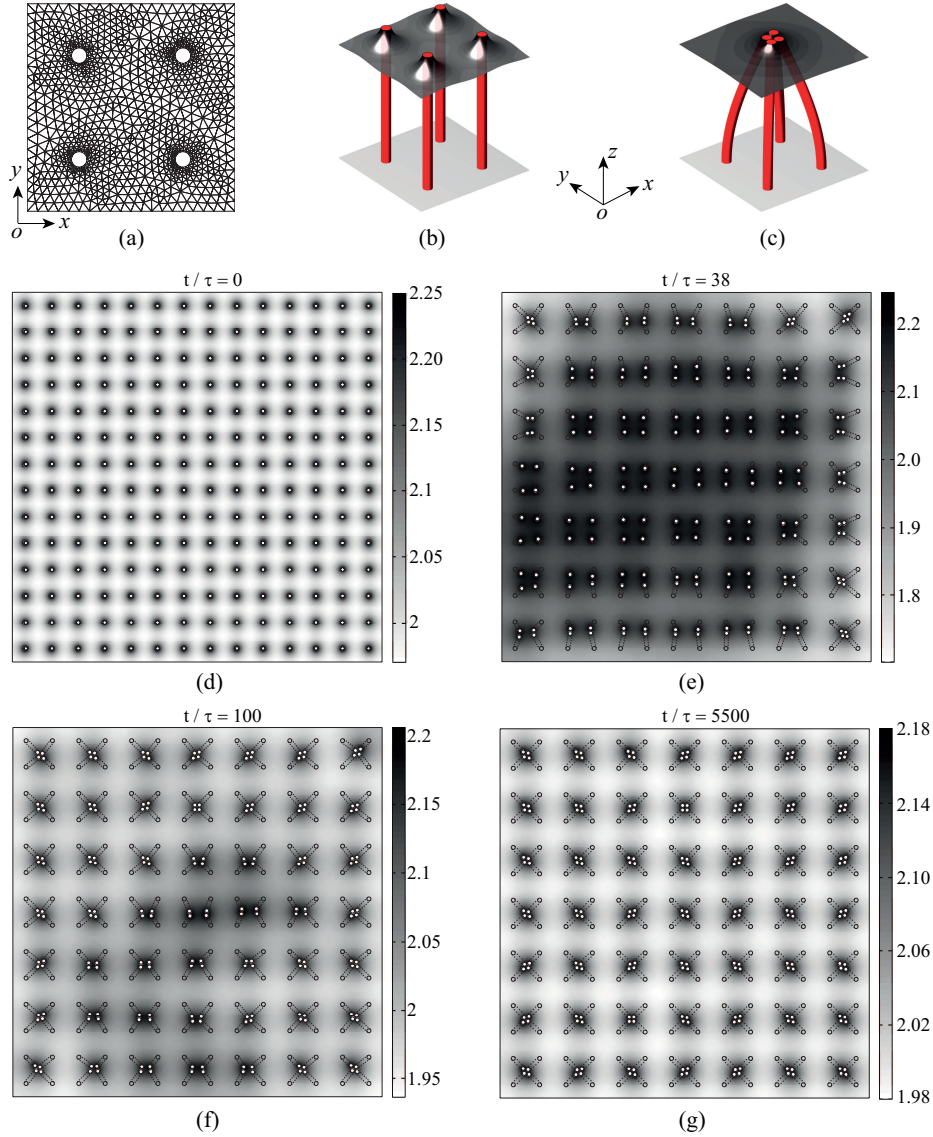 y
o
x
(a)
(b)
z
y
x
o
(c)
t / τ = 0
2.25
2.20
2.15
2.1
2.05
2
(d)
t / τ = 38
2.2
2.1
2.0
1.9
1.8
(e)
t / τ = 100
2.2
2.15
2.1
2.05
2
1.95
(f)
t / τ = 5500
2.18
2.14
2.10
2.06
2.02
1.98
(g)